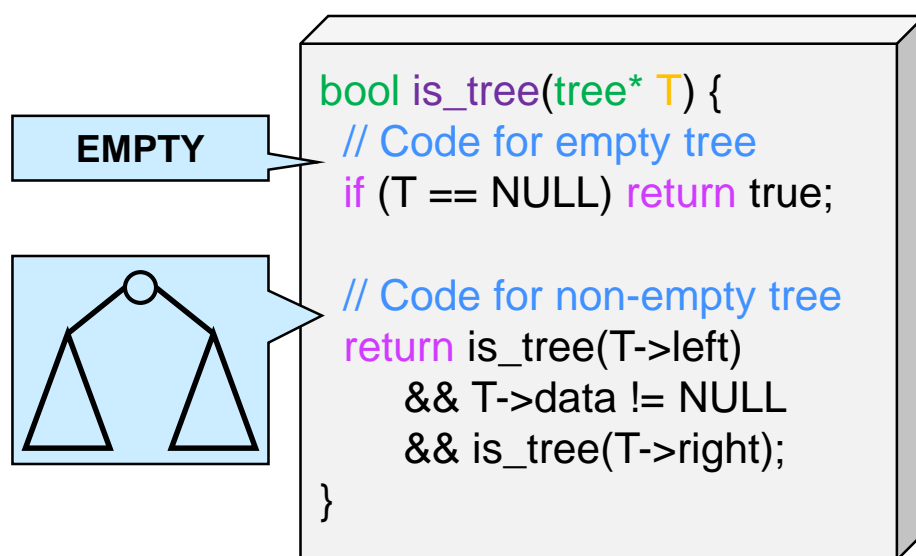 EMPTY
bool is_tree(tree* T) {
// Code for empty tree
if (T == NULL) return true;
// Code for non-empty tree
return is_tree(T->left)
&& T->data != NULL
&& is_tree(T->right);
}